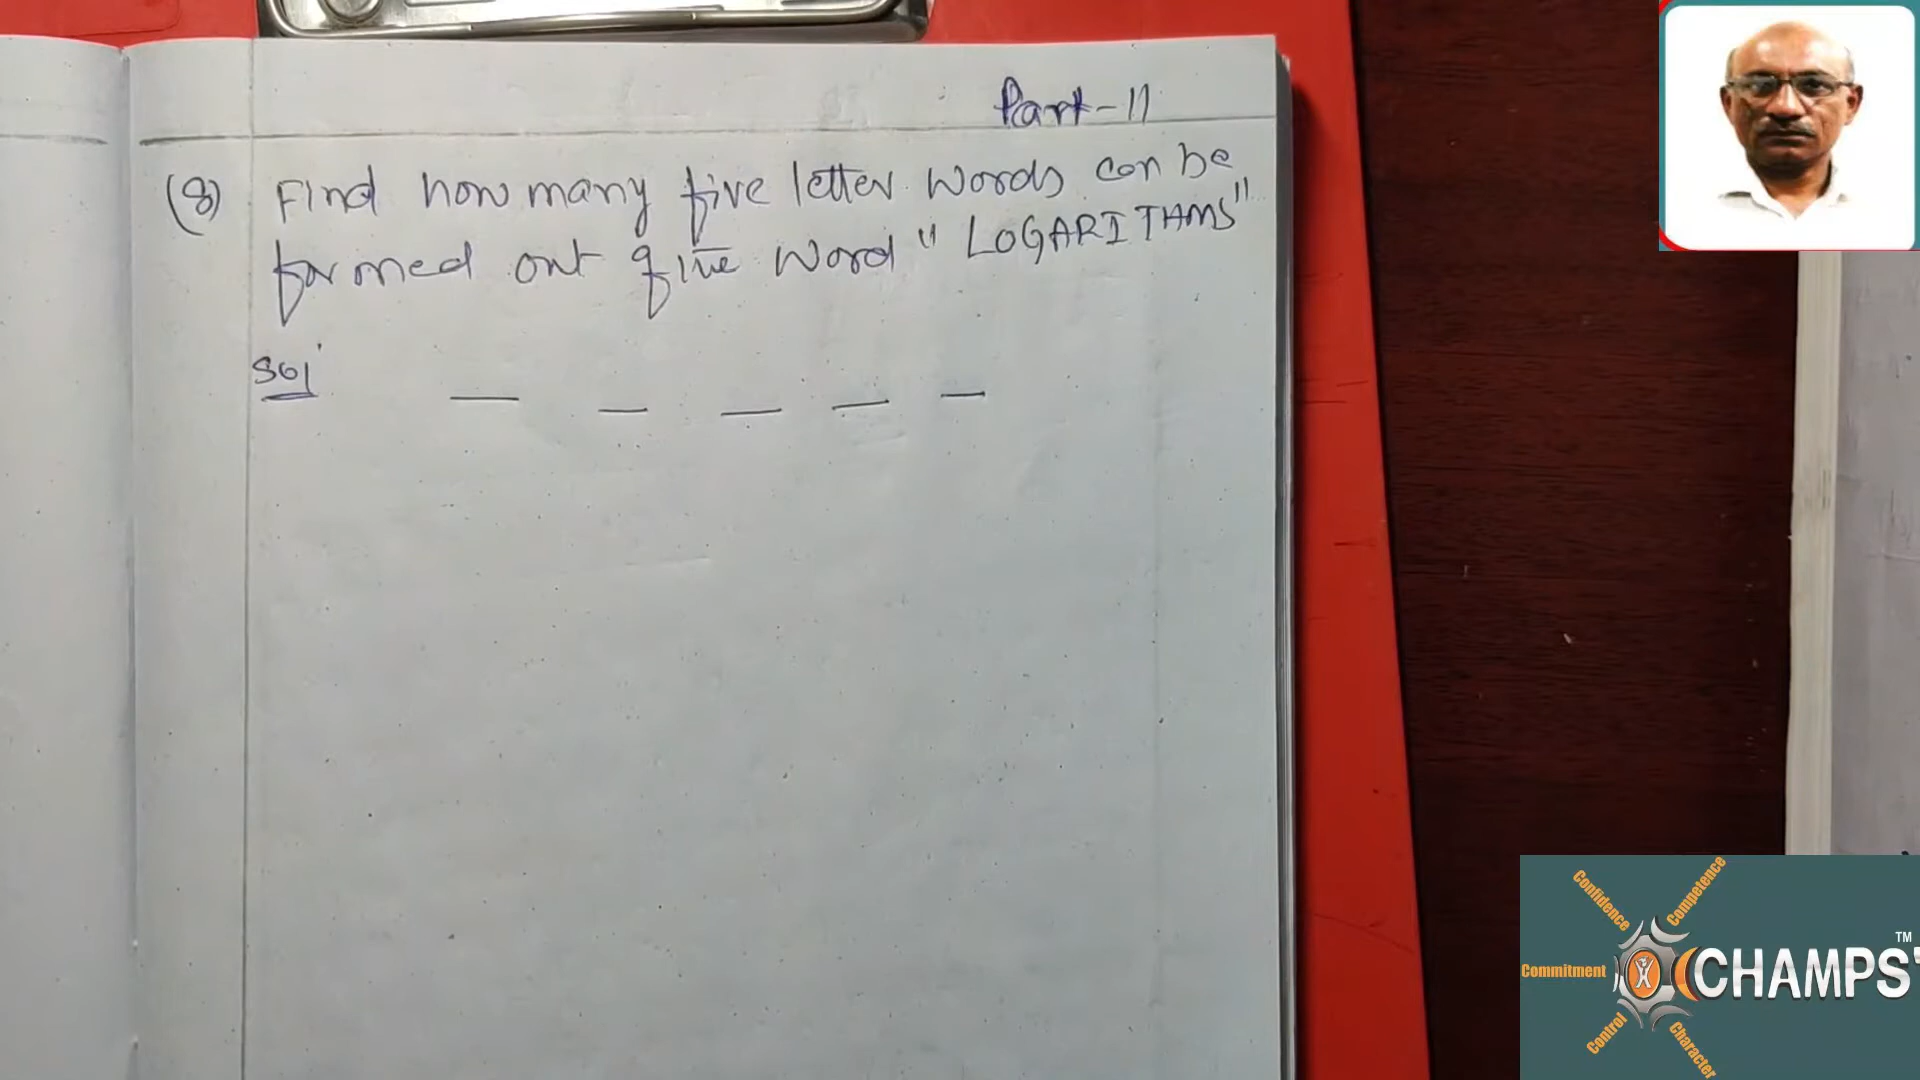 Part-11
(8) Find how many five letter words can be
formed out of the word "LOGARITHMS"
Sol
Confidence
Competence
Commitment
CHAMPS
TM
Control
Character